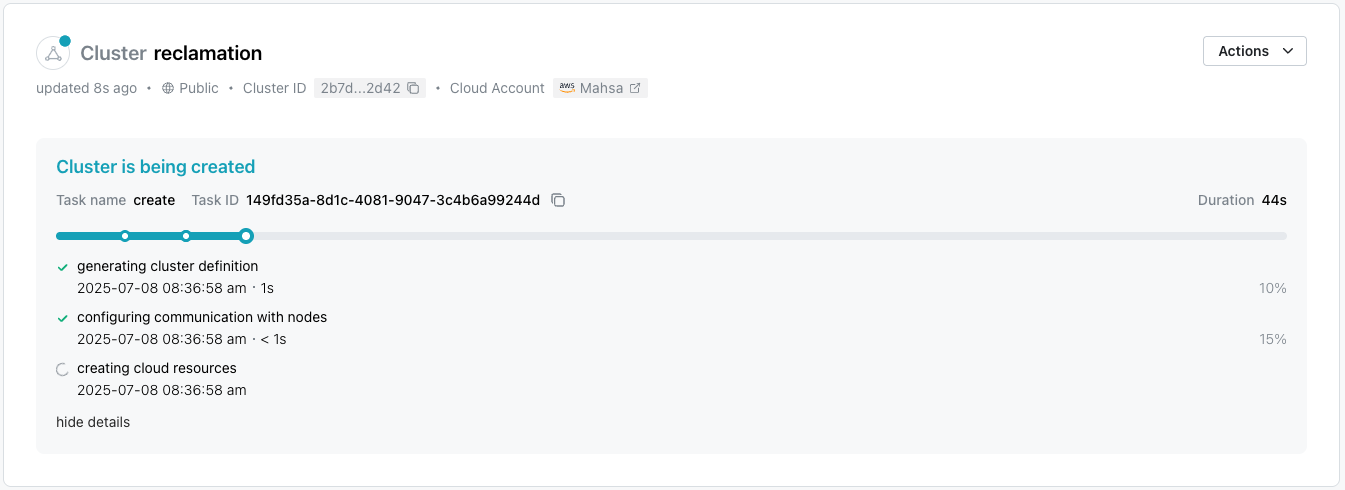 Cluster reclamation
Actions
updated 8s ago • Public • Cluster ID 2b7d...2d42 • Cloud Account aws Mahsa
Cluster is being created
Task name create Task ID 149fd35a-8d1c-4081-9047-3c4b6a99244d Duration 44s
generating cluster definition
2025-07-08 08:36:58 am · 1s 10%
configuring communication with nodes
2025-07-08 08:36:58 am · < 1s 15%
creating cloud resources
2025-07-08 08:36:58 am
hide details